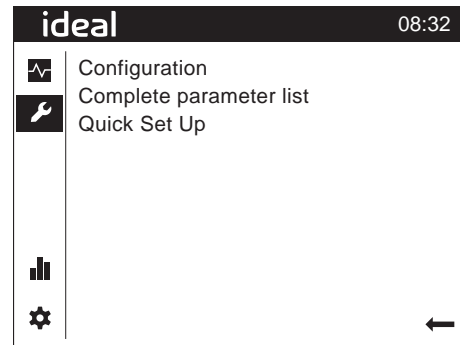 ideal 08:32
Configuration
Complete parameter list
Quick Set Up